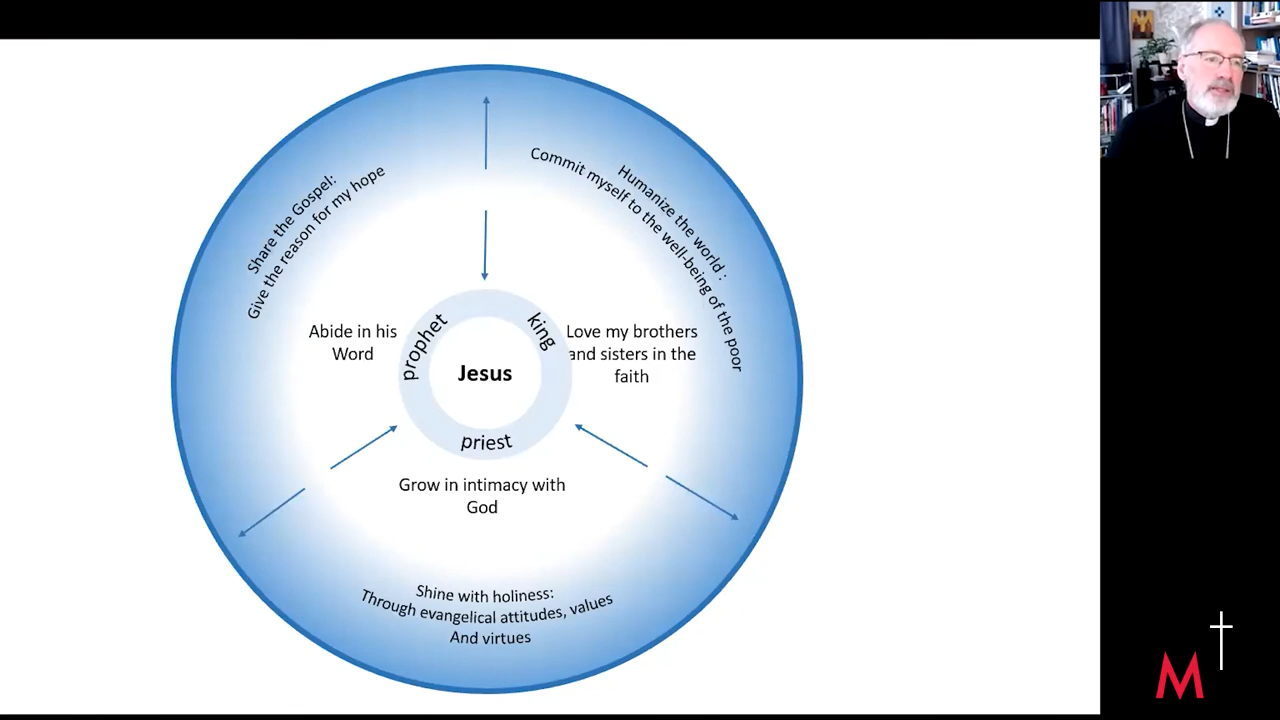 Share the Gospel:
Give the reason for my hope
Humanize the world :
Commit myself to the well-being of the poor
Abide in his
Word
prophet
king
Love my brothers
and sisters in the
faith
Jesus
priest
Grow in intimacy with
God
Shine with holiness:
Through evangelical attitudes, values
And virtues
M